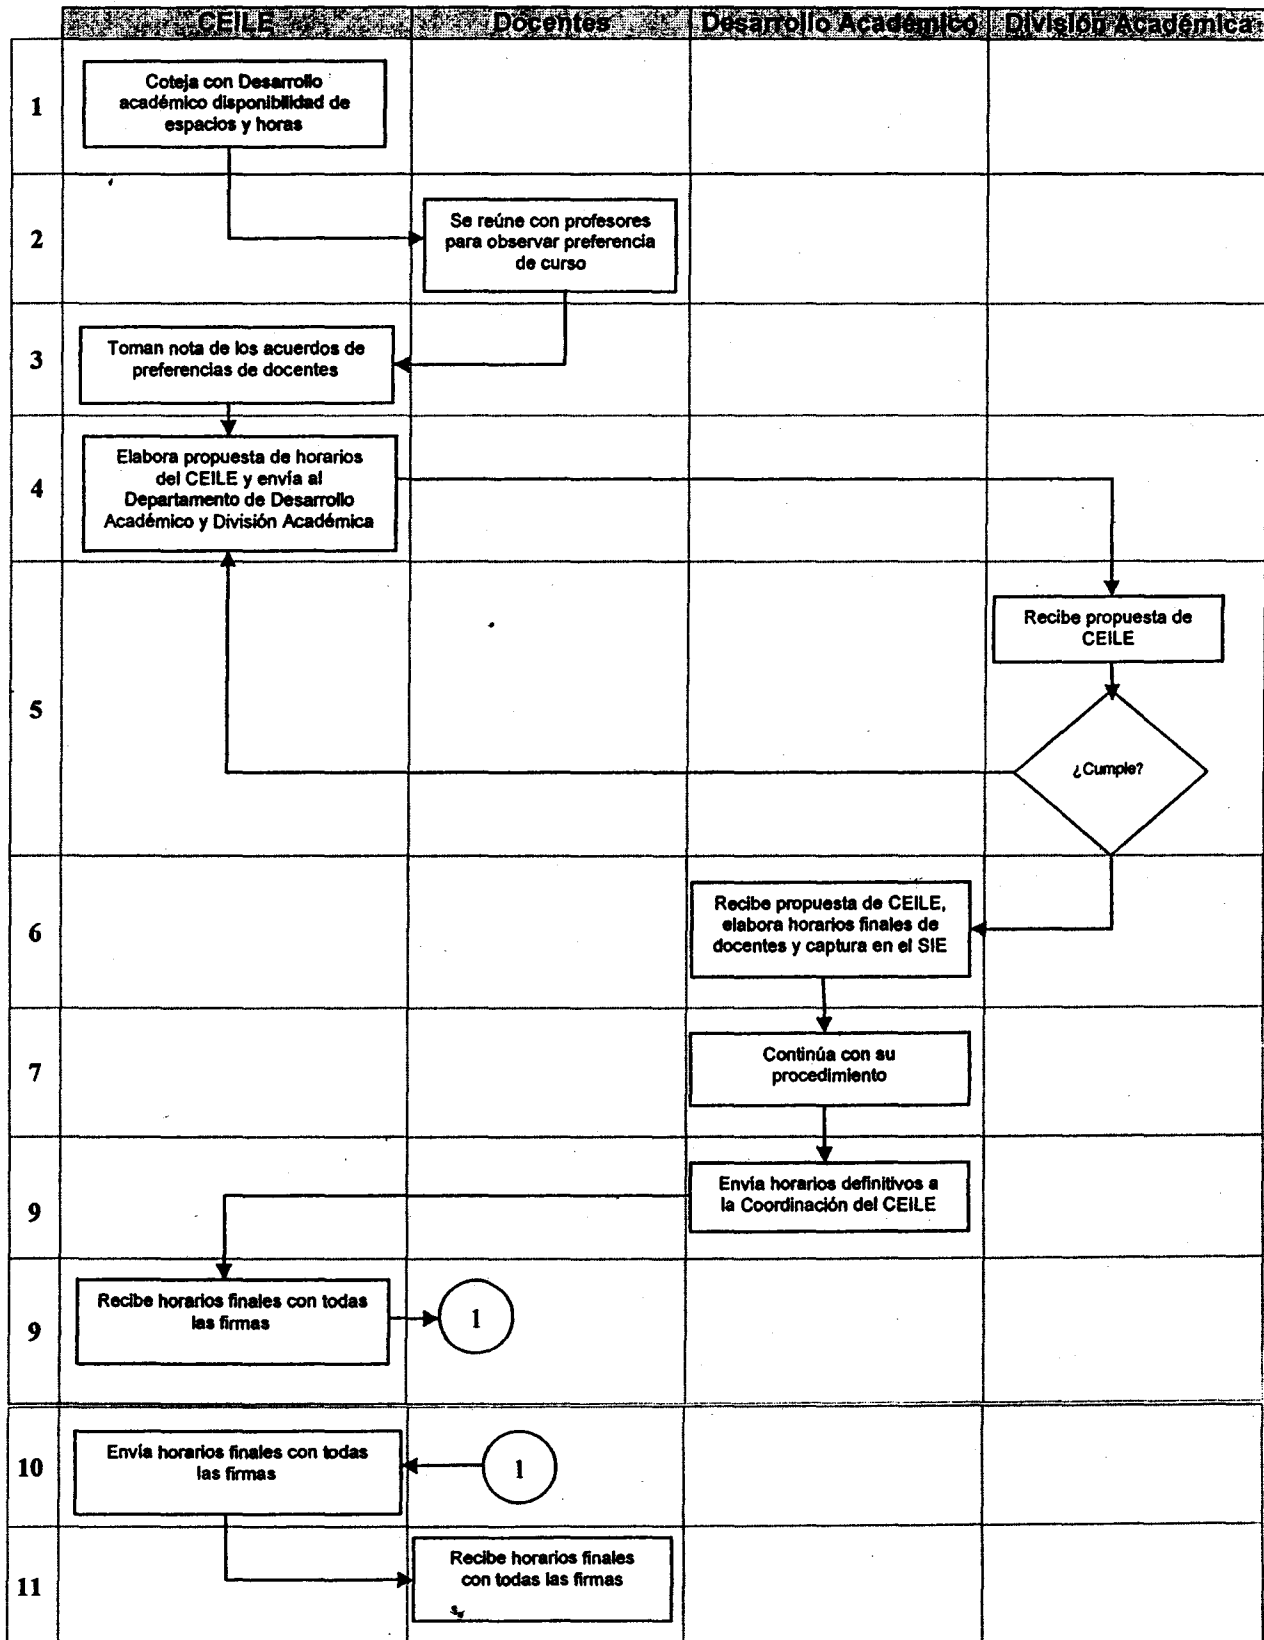 CEILE Docentes Desarrollo Académico División Académica
1
Coteja con Desarrollo
académico disponibilidad de
espacios y horas
2
Se reúne con profesores
para observar preferencia
de curso
3
Toman nota de los acuerdos de
preferencias de docentes
4
Elabora propuesta de horarios
del CEILE y envía al
Departamento de Desarrollo
Académico y División Académica
5
Recibe propuesta de
CEILE
¿Cumple?
6
Recibe propuesta de CEILE,
elabora horarios finales de
docentes y captura en el SIE
7
Continúa con su
procedimiento
9
Envía horarios definitivos a
la Coordinación del CEILE
9
Recibe horarios finales con todas
las firmas
1
10
Envía horarios finales con todas
las firmas
1
11
Recibe horarios finales
con todas las firmas